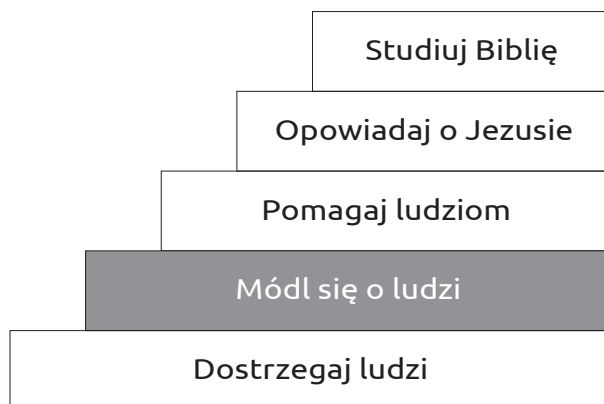 Studiuj Biblię
Opowiadaj o Jezusie
Pomagaj ludziom
Módl się o ludzi
Dostrzegaj ludzi